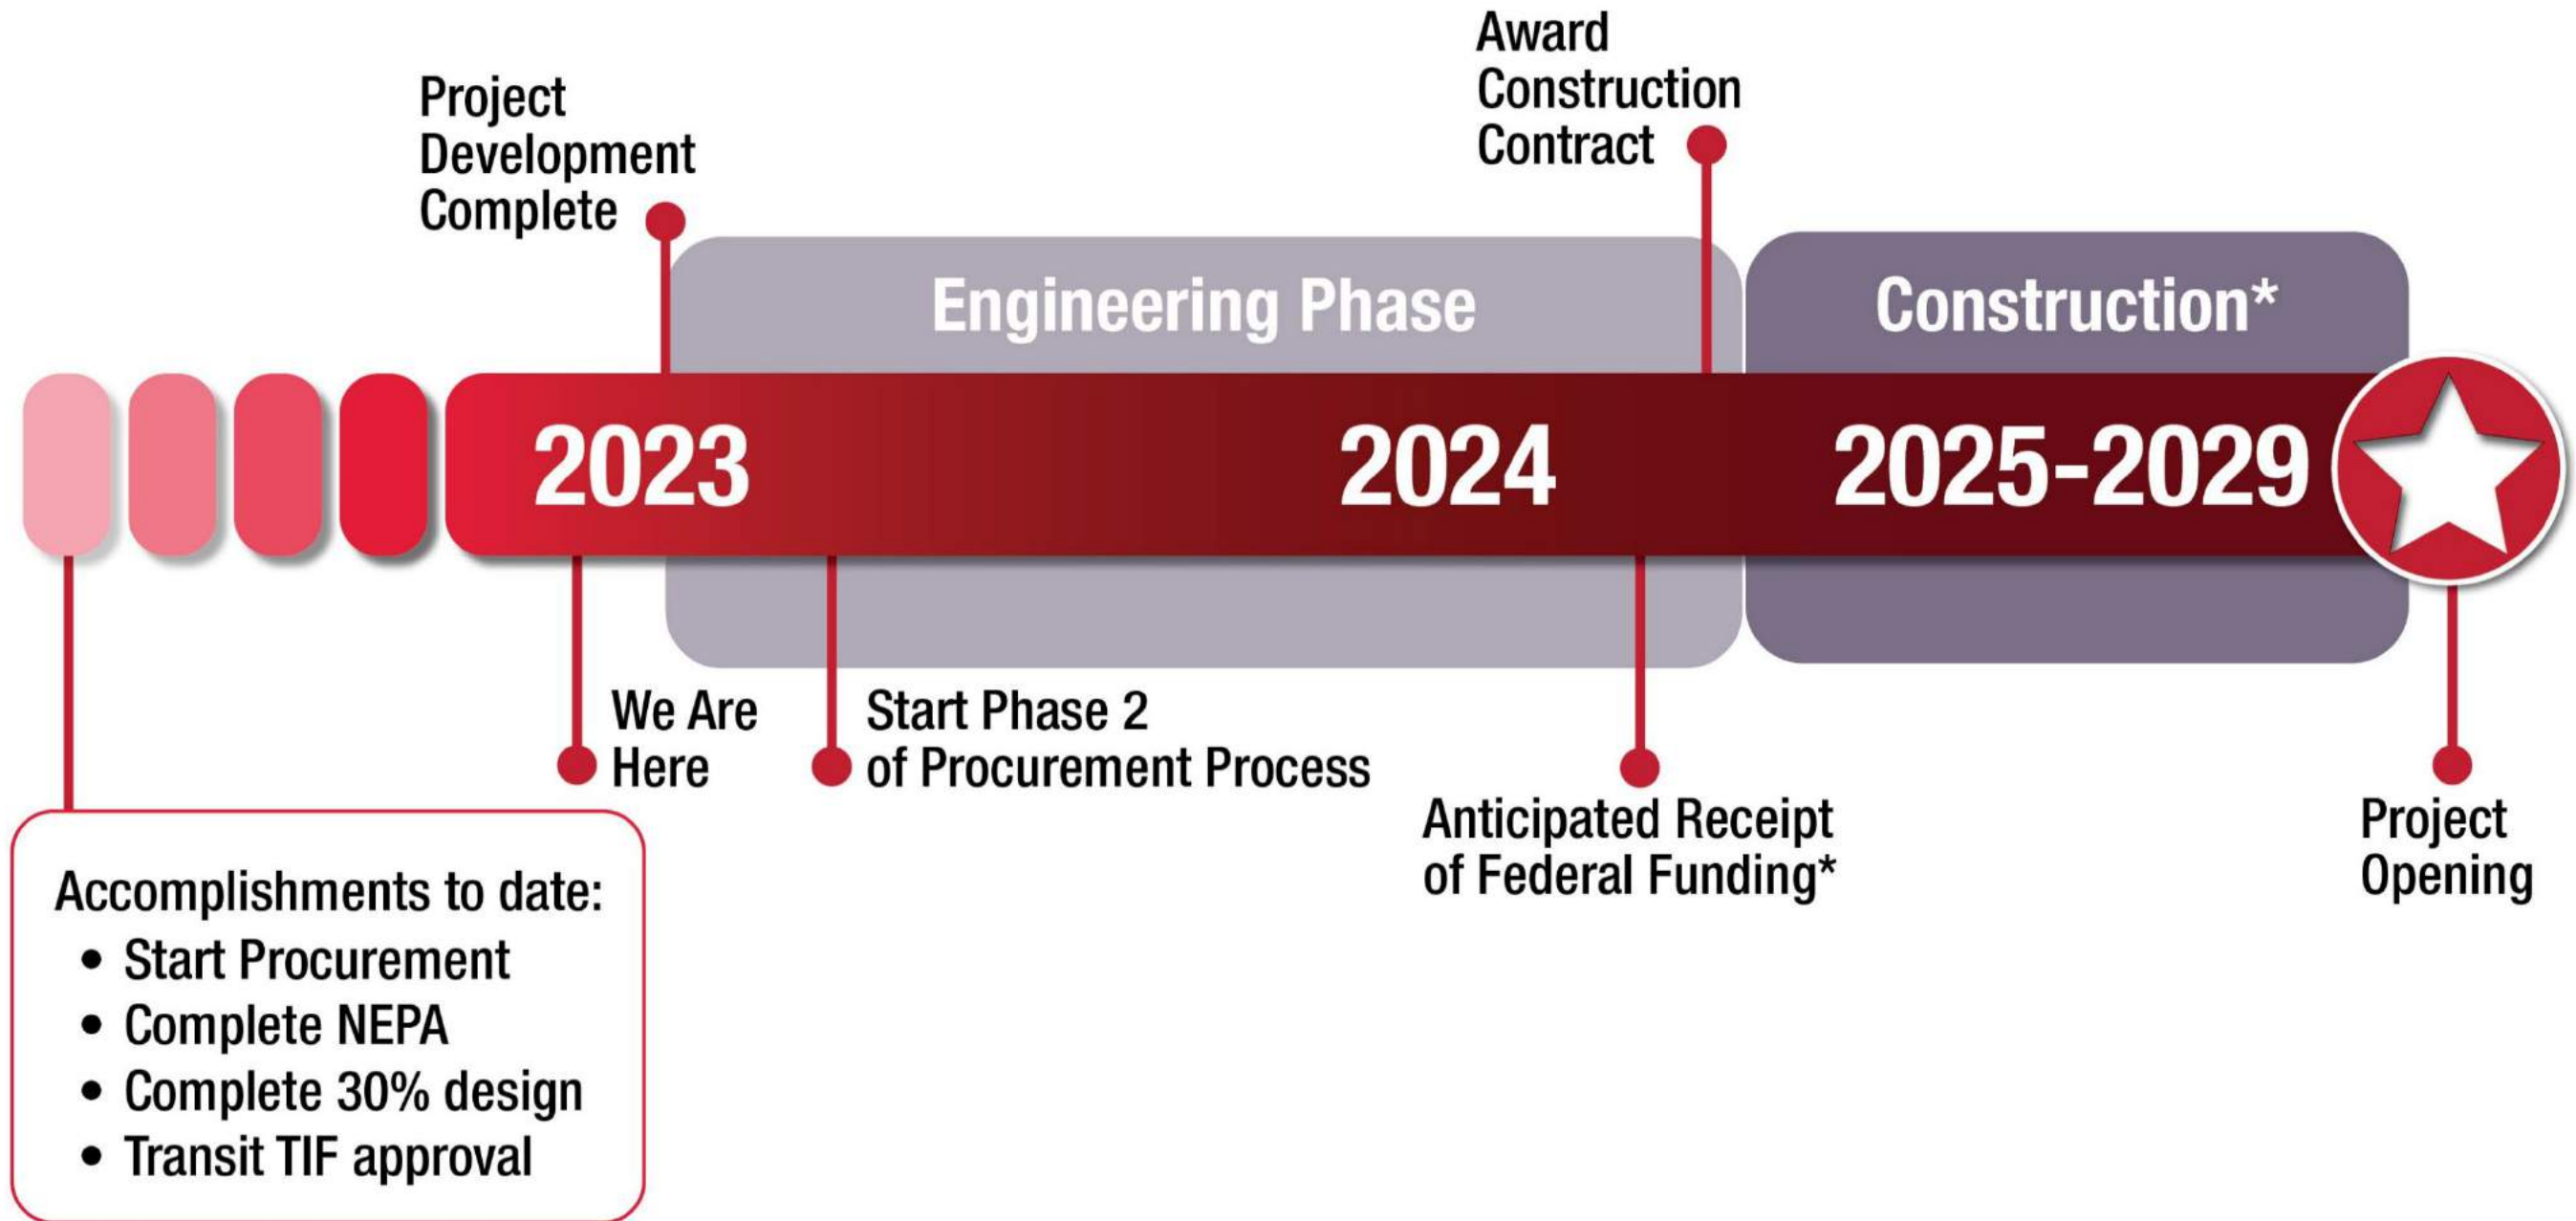 Project
Development
Complete
Award
Construction
Contract
Engineering Phase
Construction*
2023
2024
2025-2029
We Are
Here
Start Phase 2
of Procurement Process
Anticipated Receipt
of Federal Funding*
Project
Opening
Accomplishments to date:
• Start Procurement
• Complete NEPA
• Complete 30% design
• Transit TIF approval